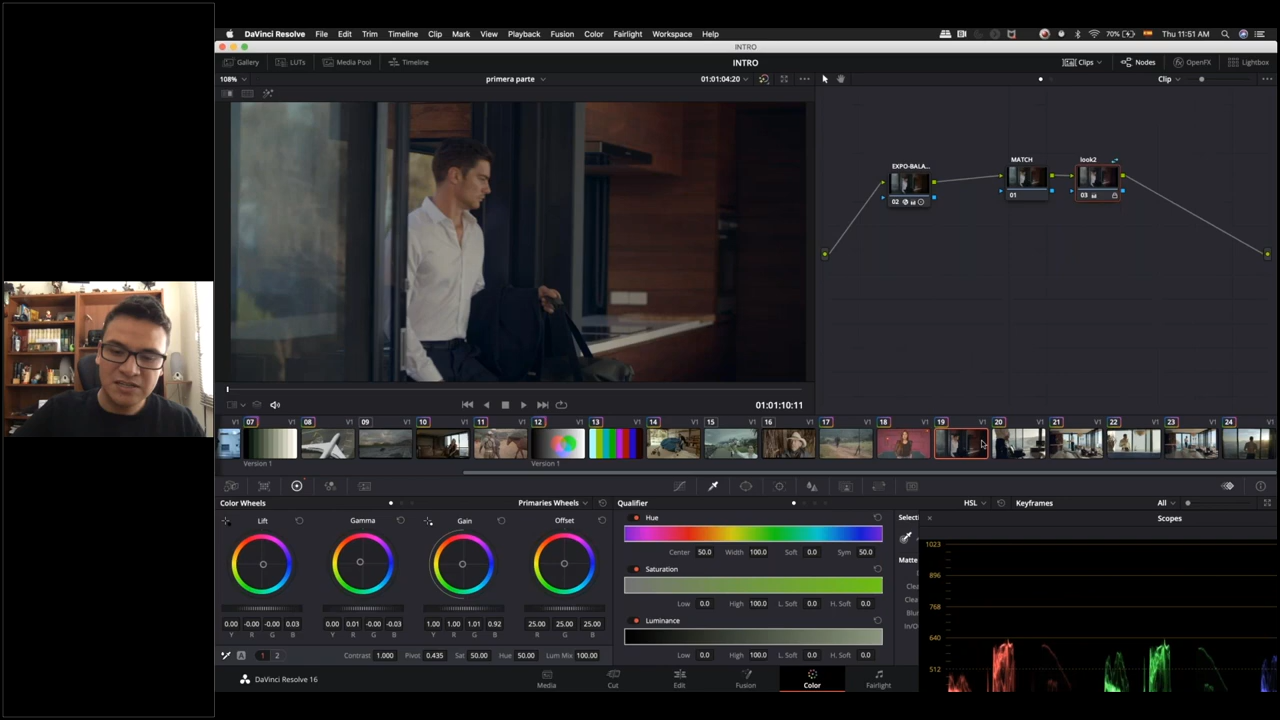 DaVinci Resolve File Edit Trim Timeline Clip Mark View Playback Fusion Color Fairlight Workspace Help 70% Thu 11:51 AM
INTRO
Gallery LUTs Media Pool Timeline INTRO Clips Nodes OpenFX Lightbox
108% primera parte 01:01:04:20 Clip
EXPO-BALA...
02
MATCH
01
look2
03
01:01:10:11
07 V1 08 V1 09 V1 10 V1 11 V1 12 V1 13 V1 14 V1 15 V1 16 V1 17 V1 18 V1 19 V1 20 V1 21 V1 22 V1 23 V1 24 V1
Version 1 Version 1
Color Wheels Primaries Wheels Qualifier HSL Keyframes All
Lift Gamma Gain Offset
0.00 -0.00 -0.00 0.03 0.00 0.01 -0.00 -0.03 1.00 1.00 1.01 0.92 25.00 25.00 25.00
Y R G B Y R G B Y R G B R G B
A 1 2 Contrast 1.000 Pivot 0.435 Sat 50.00 Hue 50.00 Lum Mix 100.00
Hue
Center 50.0 Width 100.0 Soft 0.0 Sym 50.0
Saturation
Low 0.0 High 100.0 L. Soft 0.0 H. Soft 0.0
Luminance
Low 0.0 High 100.0 L. Soft 0.0 H. Soft 0.0
Selecti
Matte
Clea
Clea
Blu
In/O
Scopes
1023
896
768
640
512
DaVinci Resolve 16 Media Cut Edit Fusion Color Fairlight